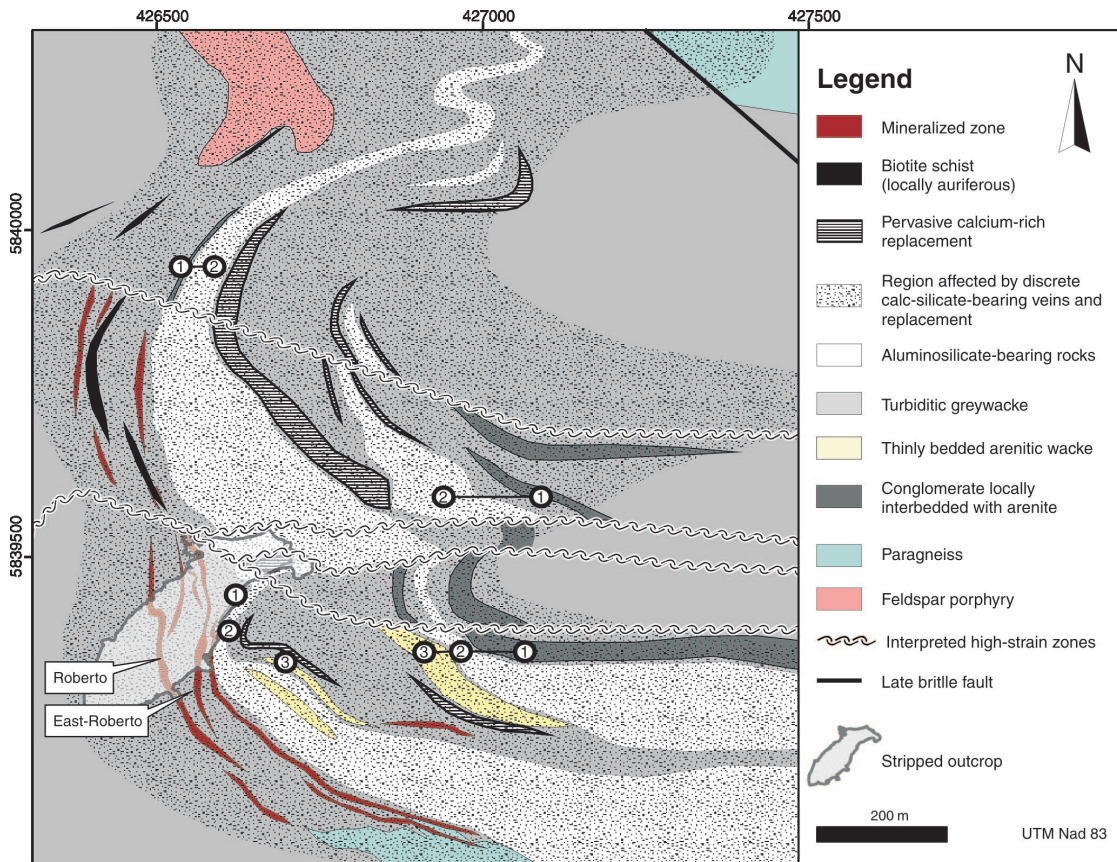 426500
427000
427500
5840000
5839500
1
2
2
1
1
2
3
3
2
1
Roberto
East-Roberto
Legend
N
Mineralized zone
Biotite schist
(locally auriferous)
Pervasive calcium-rich
replacement
Region affected by discrete
calc-silicate-bearing veins and
replacement
Aluminosilicate-bearing rocks
Turbiditic greywacke
Thinly bedded arenitic wacke
Conglomerate locally
interbedded with arenite
Paragneiss
Feldspar porphyry
Interpreted high-strain zones
Late britlle fault
Stripped outcrop
200 m
UTM Nad 83